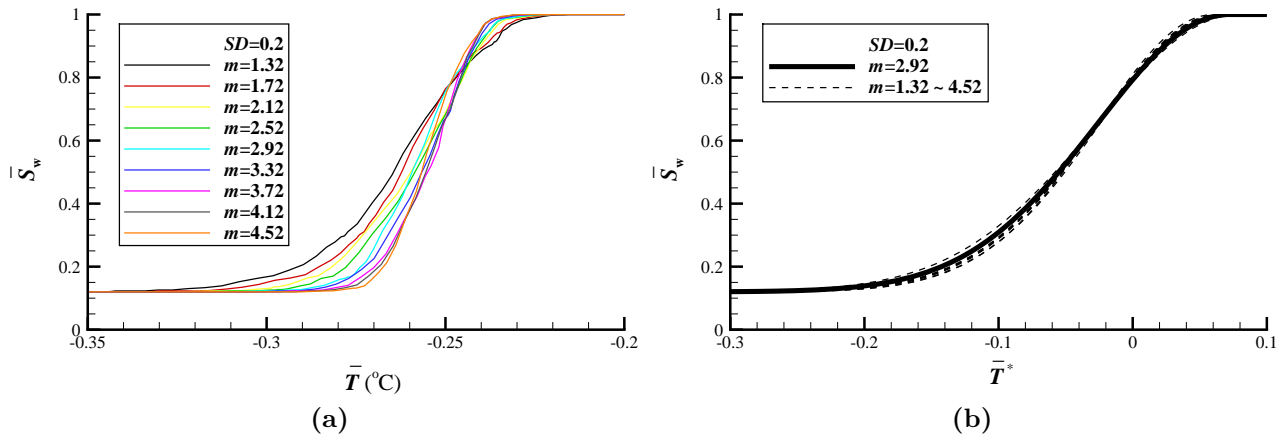 1
0.8
0.6
0.4
0.2
0
S̅w
SD=0.2
m=1.32
m=1.72
m=2.12
m=2.52
m=2.92
m=3.32
m=3.72
m=4.12
m=4.52
-0.35 -0.3 -0.25 -0.2
T̅ (°C)
(a)
1
0.8
0.6
0.4
0.2
0
S̅w
SD=0.2
m=2.92
m=1.32 ~ 4.52
-0.3 -0.2 -0.1 0 0.1
T̅*
(b)